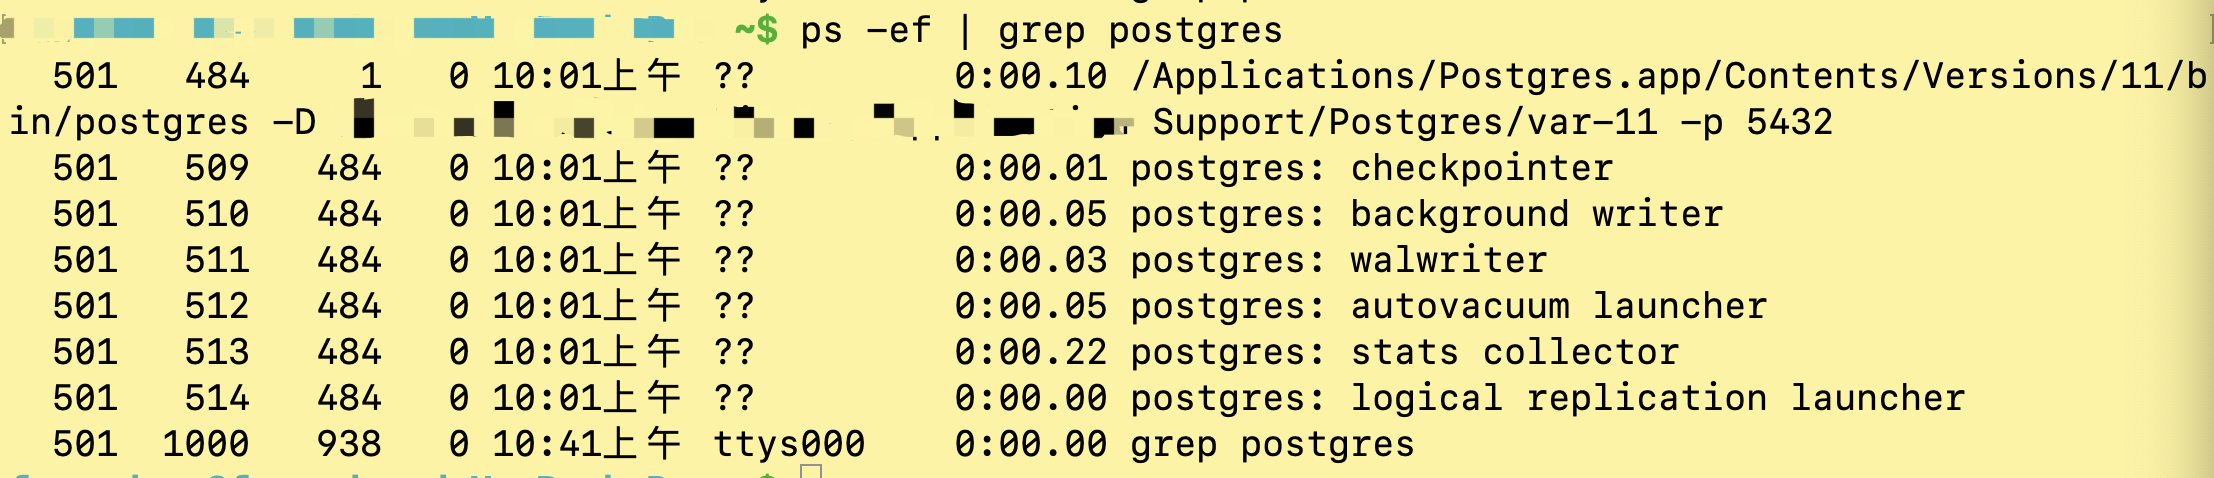 ~$ ps -ef | grep postgres
501 484 1 0 10:01上午 ?? 0:00.10 /Applications/Postgres.app/Contents/Versions/11/b
in/postgres -D Support/Postgres/var-11 -p 5432
501 509 484 0 10:01上午 ?? 0:00.01 postgres: checkpointer
501 510 484 0 10:01上午 ?? 0:00.05 postgres: background writer
501 511 484 0 10:01上午 ?? 0:00.03 postgres: walwriter
501 512 484 0 10:01上午 ?? 0:00.05 postgres: autovacuum launcher
501 513 484 0 10:01上午 ?? 0:00.22 postgres: stats collector
501 514 484 0 10:01上午 ?? 0:00.00 postgres: logical replication launcher
501 1000 938 0 10:41上午 ttys000 0:00.00 grep postgres